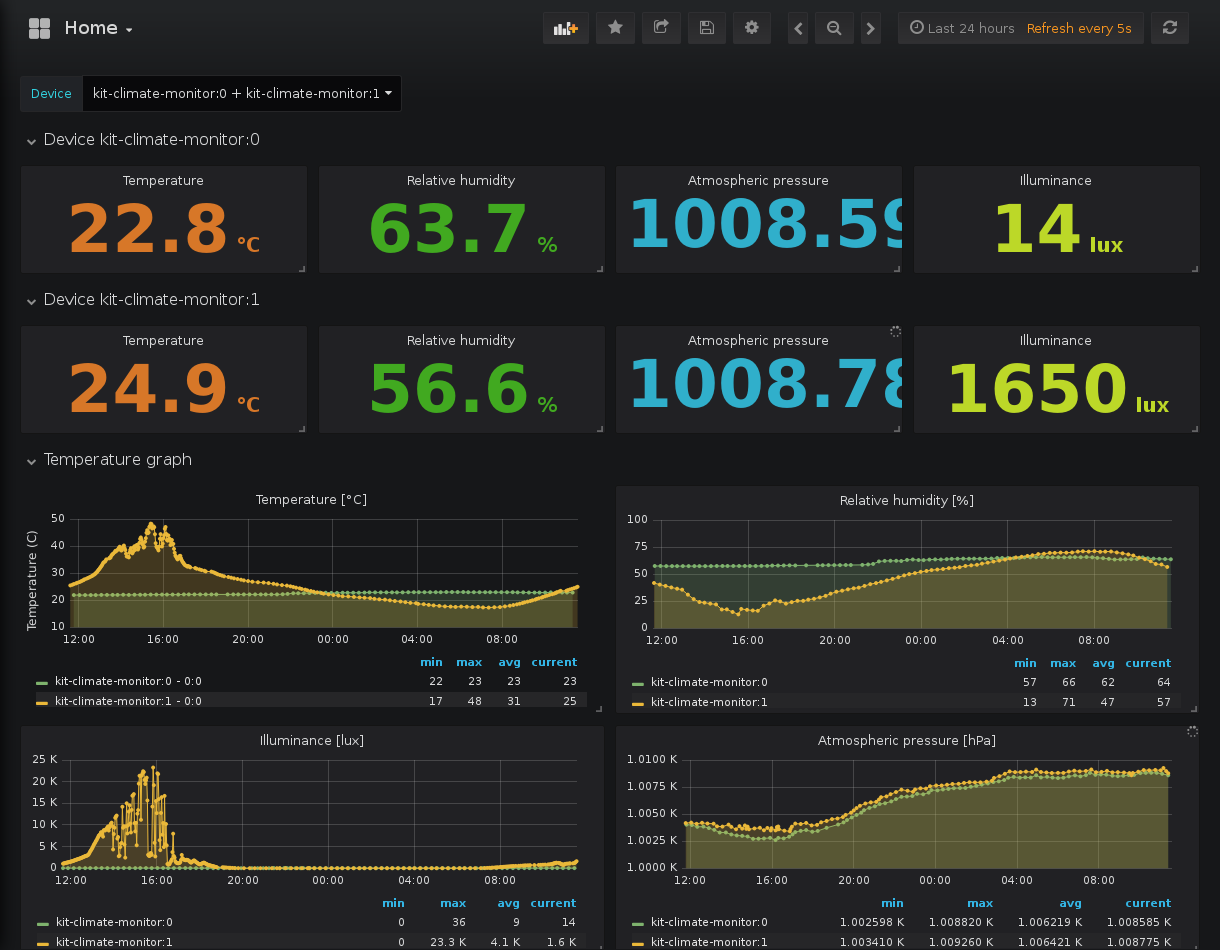 Home
Last 24 hours Refresh every 5s
Device kit-climate-monitor:0 + kit-climate-monitor:1
Device kit-climate-monitor:0
Temperature Relative humidity Atmospheric pressure Illuminance
22.8 °C 63.7 % 1008.59 14 lux
Device kit-climate-monitor:1
Temperature Relative humidity Atmospheric pressure Illuminance
24.9 °C 56.6 % 1008.78 1650 lux
Temperature graph
Temperature [°C]
Temperature (C)
50
40
30
20
10
12:00 16:00 20:00 00:00 04:00 08:00
min max avg current
kit-climate-monitor:0 - 0:0 22 23 23 23
kit-climate-monitor:1 - 0:0 17 48 31 25
Relative humidity [%]
100
75
50
25
0
12:00 16:00 20:00 00:00 04:00 08:00
min max avg current
kit-climate-monitor:0 57 66 62 64
kit-climate-monitor:1 13 71 47 57
Illuminance [lux]
25 K
20 K
15 K
10 K
5 K
0
12:00 16:00 20:00 00:00 04:00 08:00
min max avg current
kit-climate-monitor:0 0 36 9 14
kit-climate-monitor:1 0 23.3 K 4.1 K 1.6 K
Atmospheric pressure [hPa]
1.0100 K
1.0075 K
1.0050 K
1.0025 K
1.0000 K
12:00 16:00 20:00 00:00 04:00 08:00
min max avg current
kit-climate-monitor:0 1.002598 K 1.008820 K 1.006219 K 1.008585 K
kit-climate-monitor:1 1.003410 K 1.009260 K 1.006421 K 1.008775 K